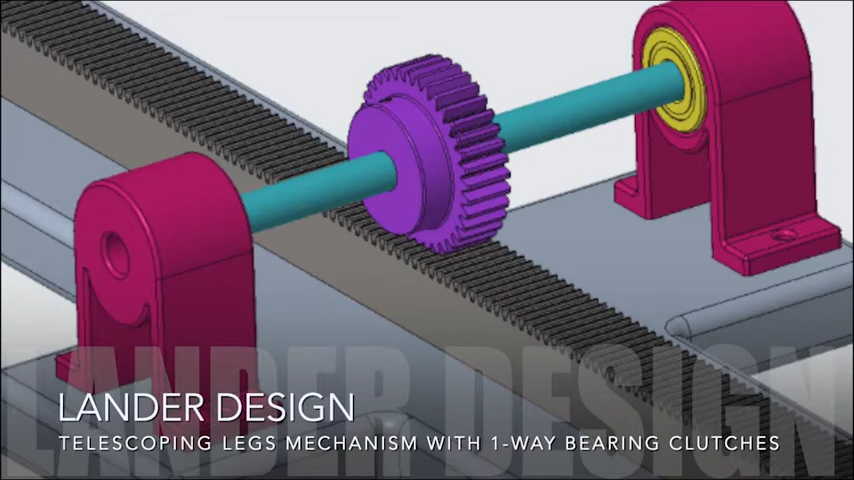 LANDER DESIGN
LANDER DESIGN
TELESCOPING LEGS MECHANISM WITH 1-WAY BEARING CLUTCHES